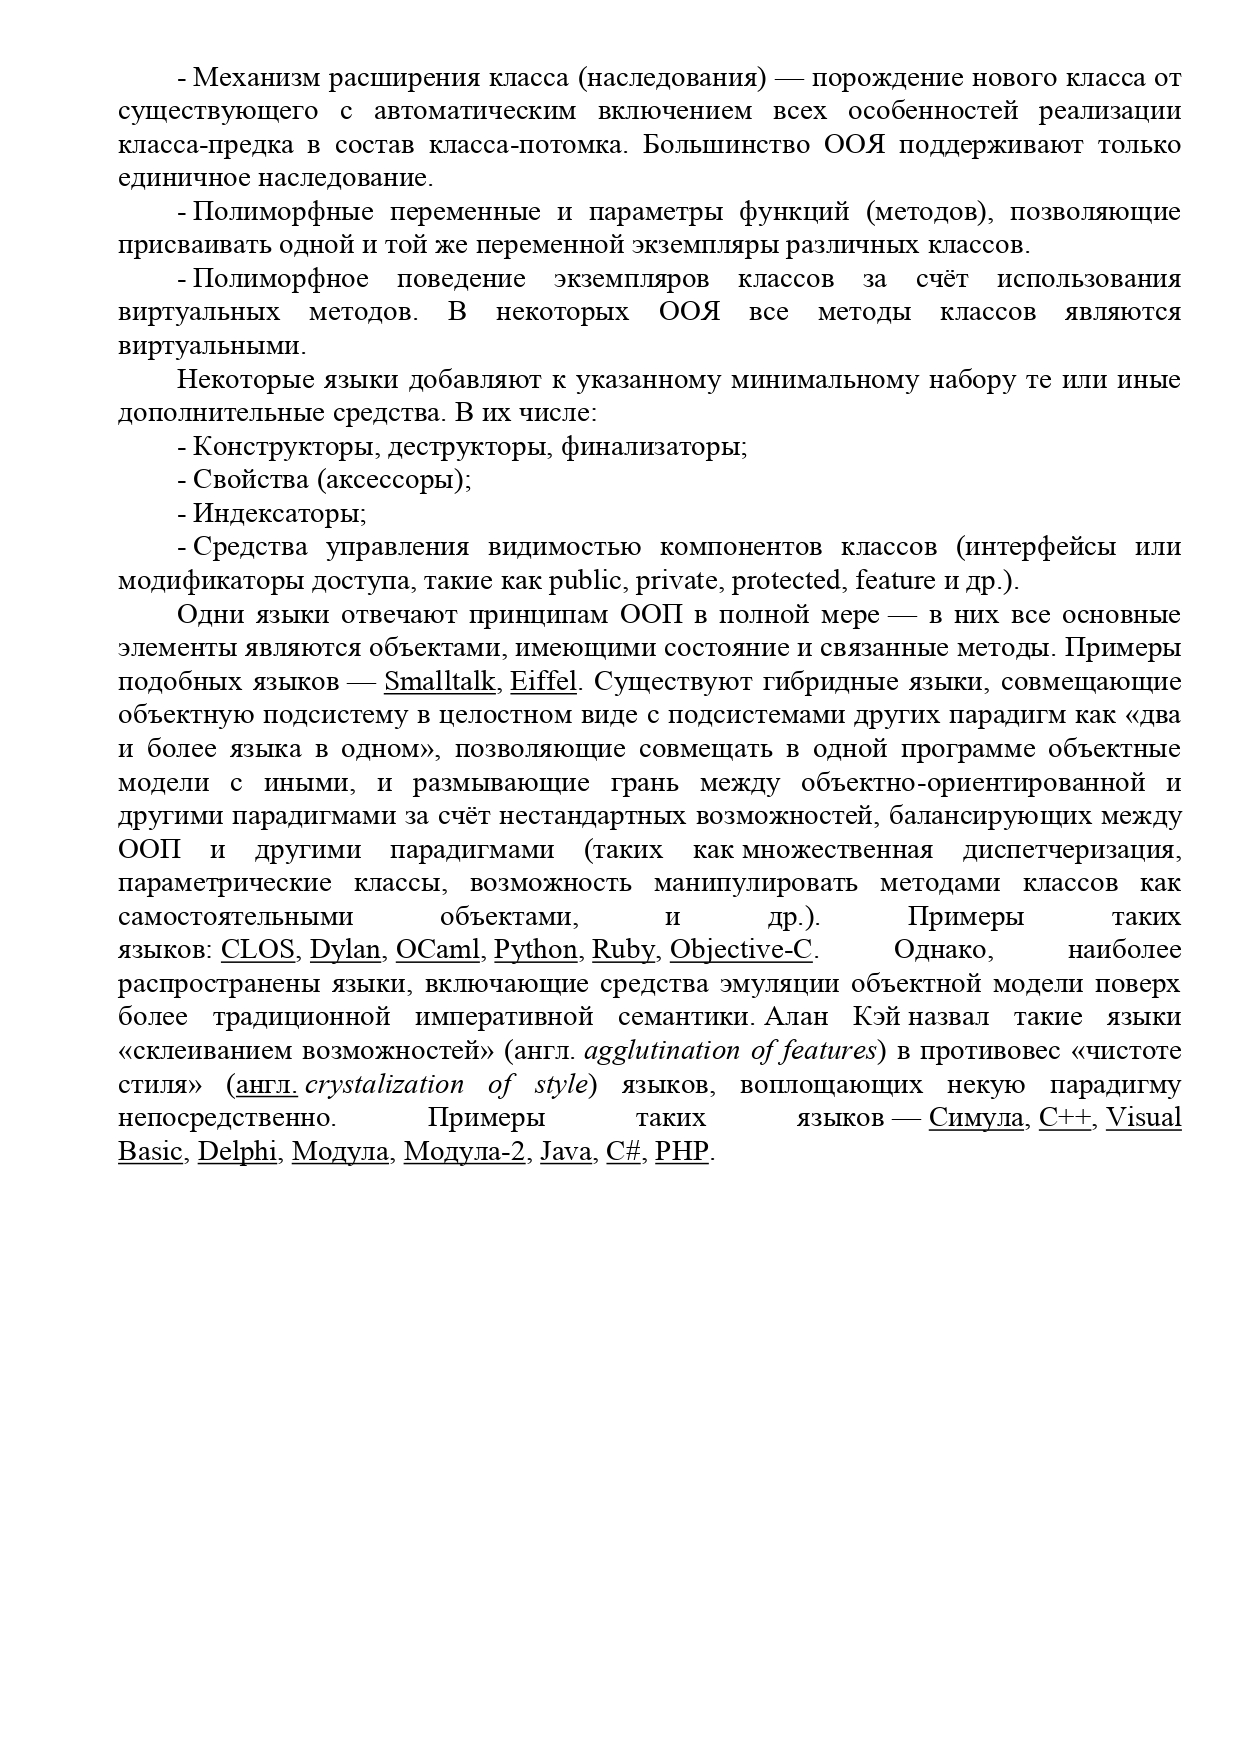 - Механизм расширения класса (наследования) — порождение нового класса от
существующего с автоматическим включением всех особенностей реализации
класса-предка в состав класса-потомка. Большинство ООЯ поддерживают только
единичное наследование.
- Полиморфные переменные и параметры функций (методов), позволяющие
присваивать одной и той же переменной экземпляры различных классов.
- Полиморфное поведение экземпляров классов за счёт использования
виртуальных методов. В некоторых ООЯ все методы классов являются
виртуальными.
Некоторые языки добавляют к указанному минимальному набору те или иные
дополнительные средства. В их числе:
- Конструкторы, деструкторы, финализаторы;
- Свойства (аксессоры);
- Индексаторы;
- Средства управления видимостью компонентов классов (интерфейсы или
модификаторы доступа, такие как public, private, protected, feature и др.).
Одни языки отвечают принципам ООП в полной мере — в них все основные
элементы являются объектами, имеющими состояние и связанные методы. Примеры
подобных языков — Smalltalk, Eiffel. Существуют гибридные языки, совмещающие
объектную подсистему в целостном виде с подсистемами других парадигм как «два
и более языка в одном», позволяющие совмещать в одной программе объектные
модели с иными, и размывающие грань между объектно-ориентированной и
другими парадигмами за счёт нестандартных возможностей, балансирующих между
ООП и другими парадигмами (таких как множественная диспетчеризация,
параметрические классы, возможность манипулировать методами классов как
самостоятельными объектами, и др.). Примеры таких
языков: CLOS, Dylan, OCaml, Python, Ruby, Objective-C. Однако, наиболее
распространены языки, включающие средства эмуляции объектной модели поверх
более традиционной императивной семантики. Алан Кэй назвал такие языки
«склеиванием возможностей» (англ. agglutination of features) в противовес «чистоте
стиля» (англ. crystalization of style) языков, воплощающих некую парадигму
непосредственно. Примеры таких языков — Симула, C++, Visual
Basic, Delphi, Модула, Модула-2, Java, C#, PHP.